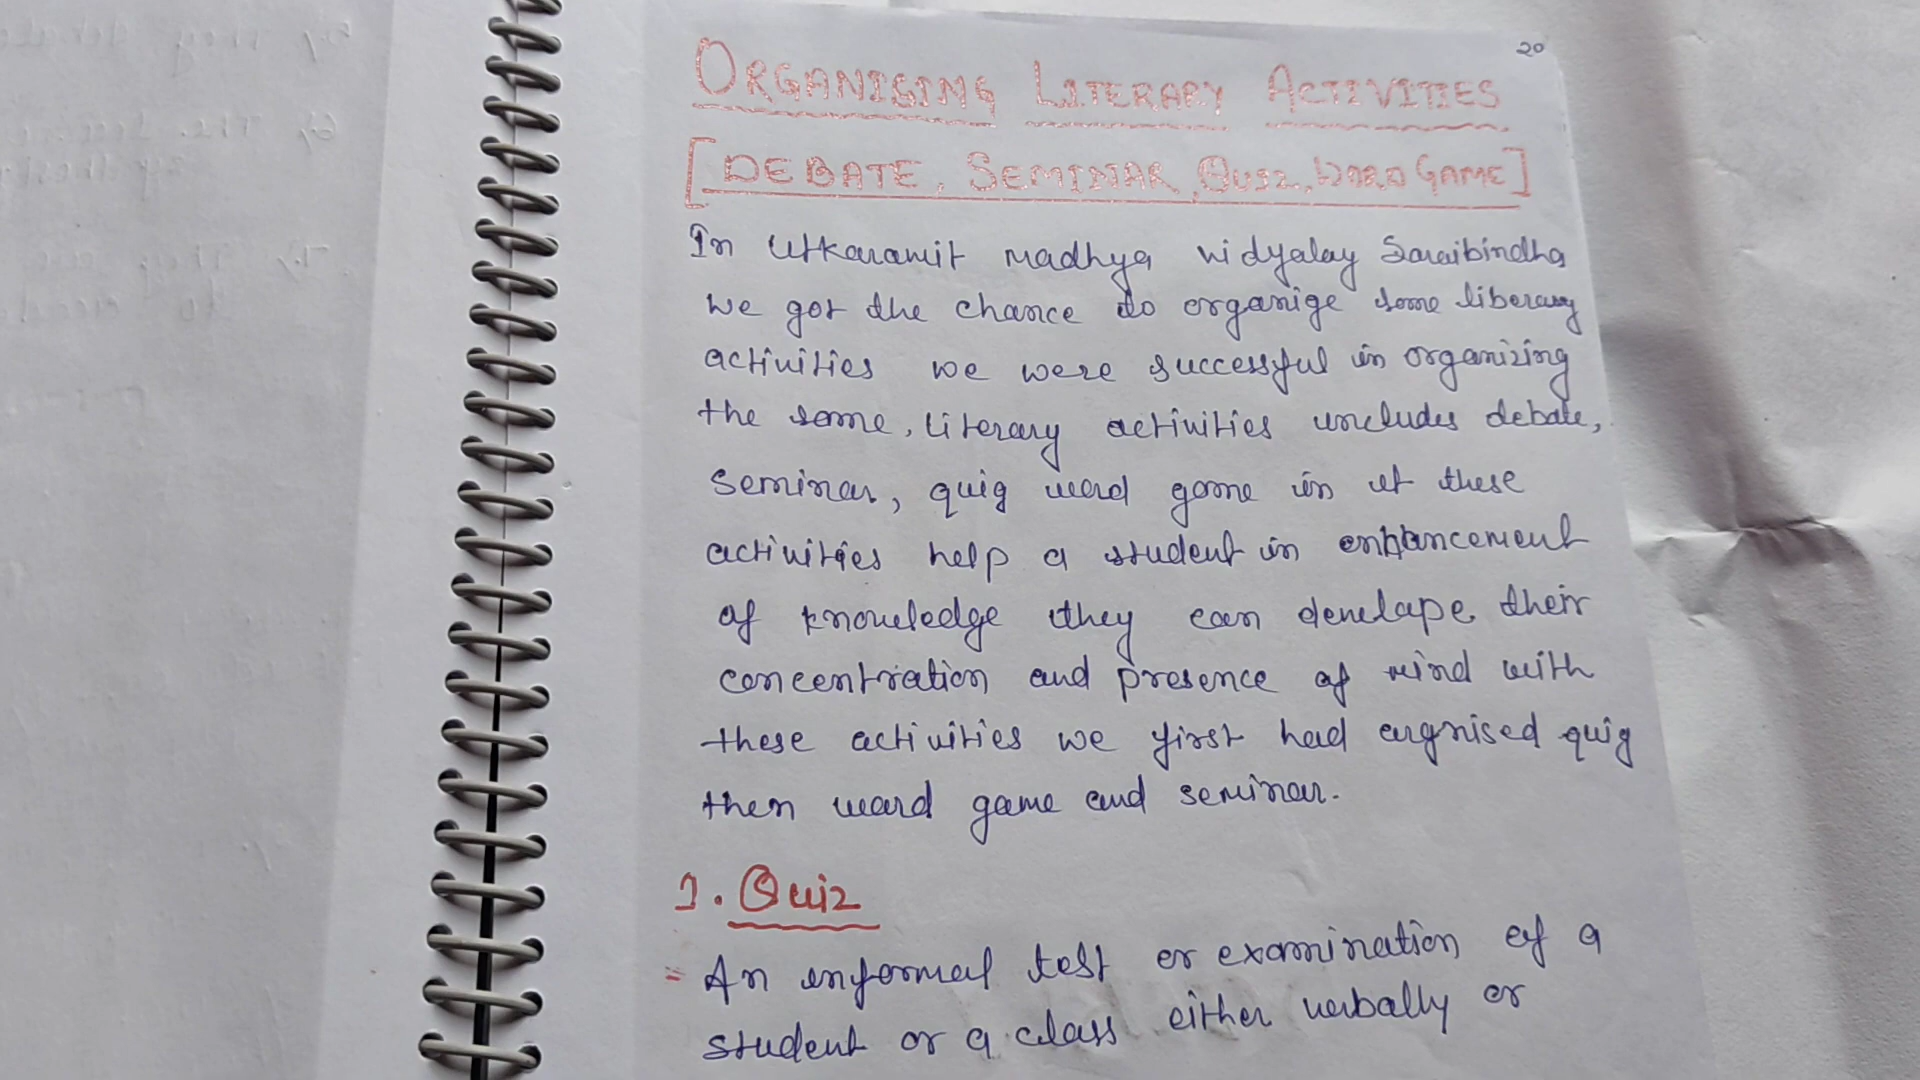 20
ORGANISING LITERARY ACTIVITIES
[DEBATE, SEMINAR, QUIZ, WORD GAME]
In Utkaramit madhya vidyalay Saraibindha
we got the chance to organige some liberary
activities we were successful in organizing
the same, literary activities includes debate,
seminar, quig word game in it these
activities help a student in enhancement
of knowledge they can develape their
concentration and presence of mind with
these activities we first had orgnised quig
then word game and seminar.
1. Quiz
= An informal test or examination of a
student or a class either verbally or